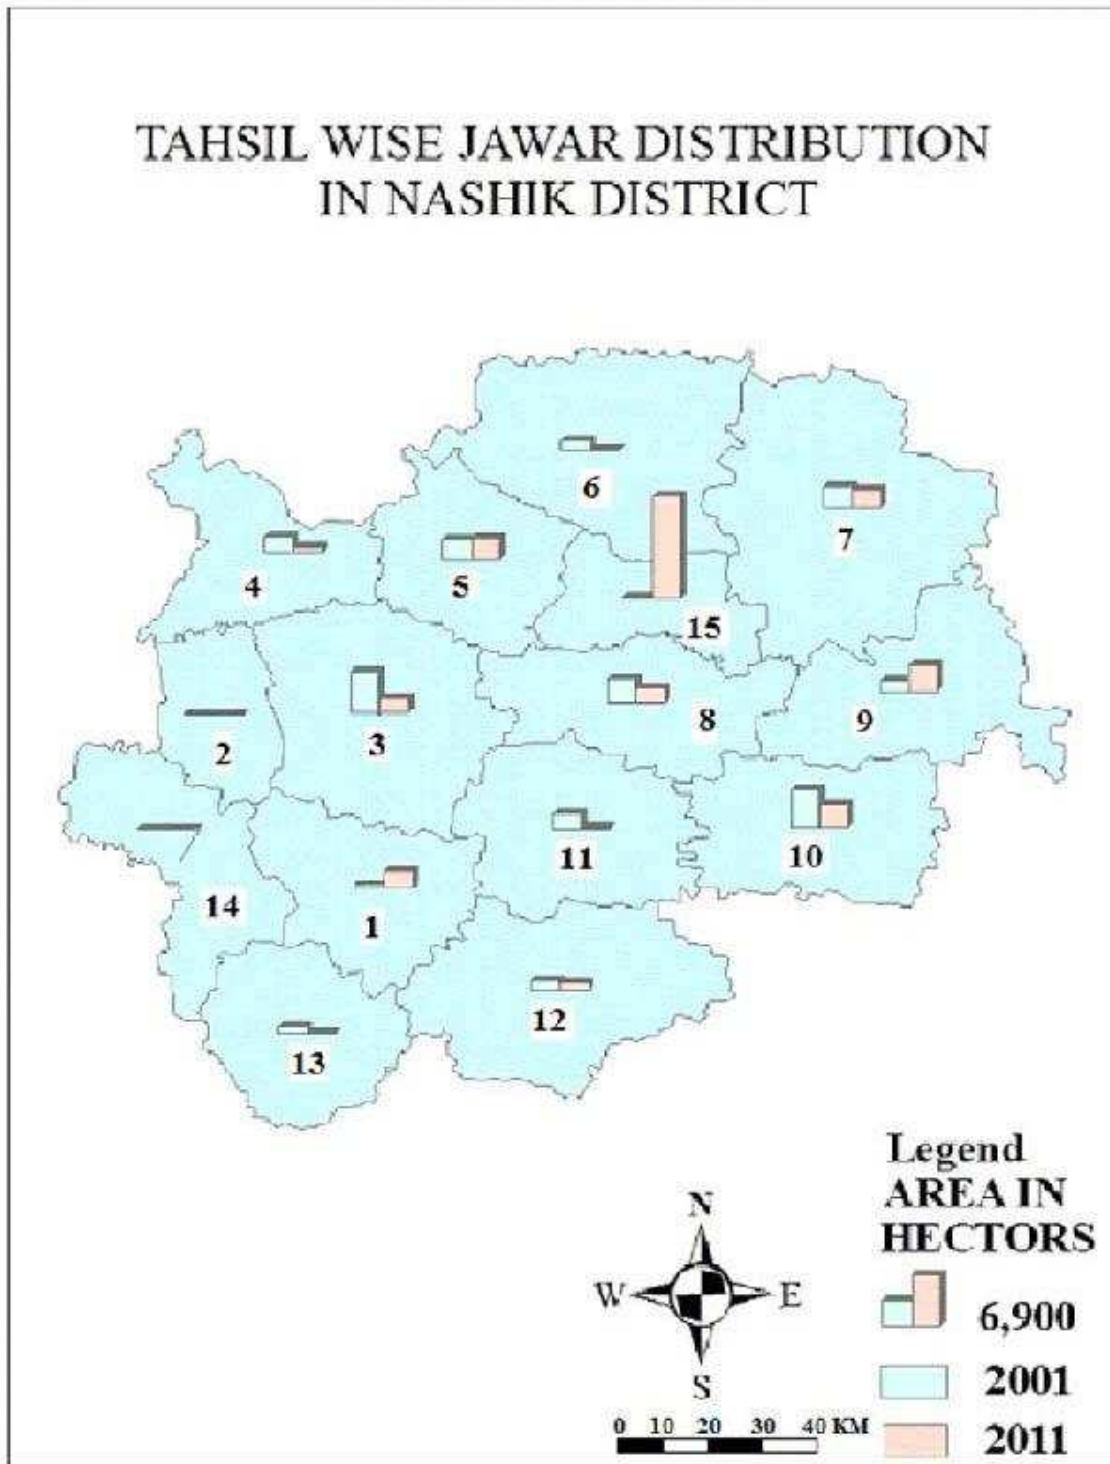 TAHSIL WISE JAWAR DISTRIBUTION
IN NASHIK DISTRICT
6
7
4
5
15
2
3
8
9
11
10
14
1
12
13
Legend
AREA IN
HECTORS
6,900
2001
2011
N
W E
S
0 10 20 30 40 KM